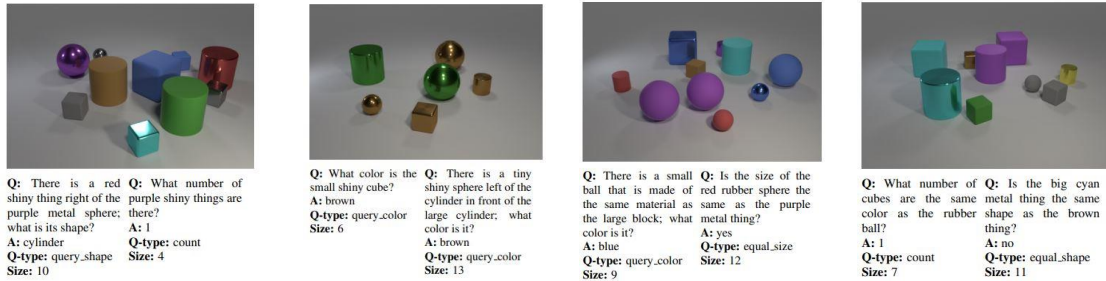 Q: There is a red
shiny thing right of the
purple metal sphere;
what is its shape?
A: cylinder
Q-type: query_shape
Size: 10
Q: What number of
purple shiny things are
there?
A: 1
Q-type: count
Size: 4
Q: What color is the
small shiny cube?
A: brown
Q-type: query_color
Size: 6
Q: There is a tiny
shiny sphere left of the
cylinder in front of the
large cylinder; what
color is it?
A: brown
Q-type: query_color
Size: 13
Q: There is a small
ball that is made of
the same material as
the large block; what
color is it?
A: blue
Q-type: query_color
Size: 9
Q: Is the size of the
red rubber sphere the
same as the purple
metal thing?
A: yes
Q-type: equal_size
Size: 12
Q: What number of
cubes are the same
color as the rubber
ball?
A: 1
Q-type: count
Size: 7
Q: Is the big cyan
metal thing the same
shape as the brown
thing?
A: no
Q-type: equal_shape
Size: 11